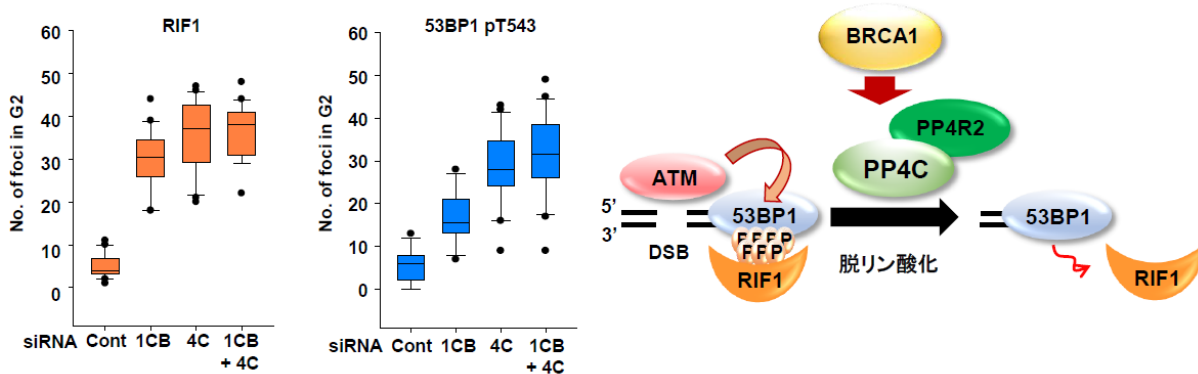 RIF1
No. of foci in G2
60
50
40
30
20
10
0
siRNA Cont 1CB 4C 1CB
+ 4C
53BP1 pT543
No. of foci in G2
60
50
40
30
20
10
0
siRNA Cont 1CB 4C 1CB
+ 4C
BRCA1
PP4R2
PP4C
ATM
5’
3’
DSB
53BP1
P P P P
P P P
RIF1
脱リン酸化
53BP1
RIF1